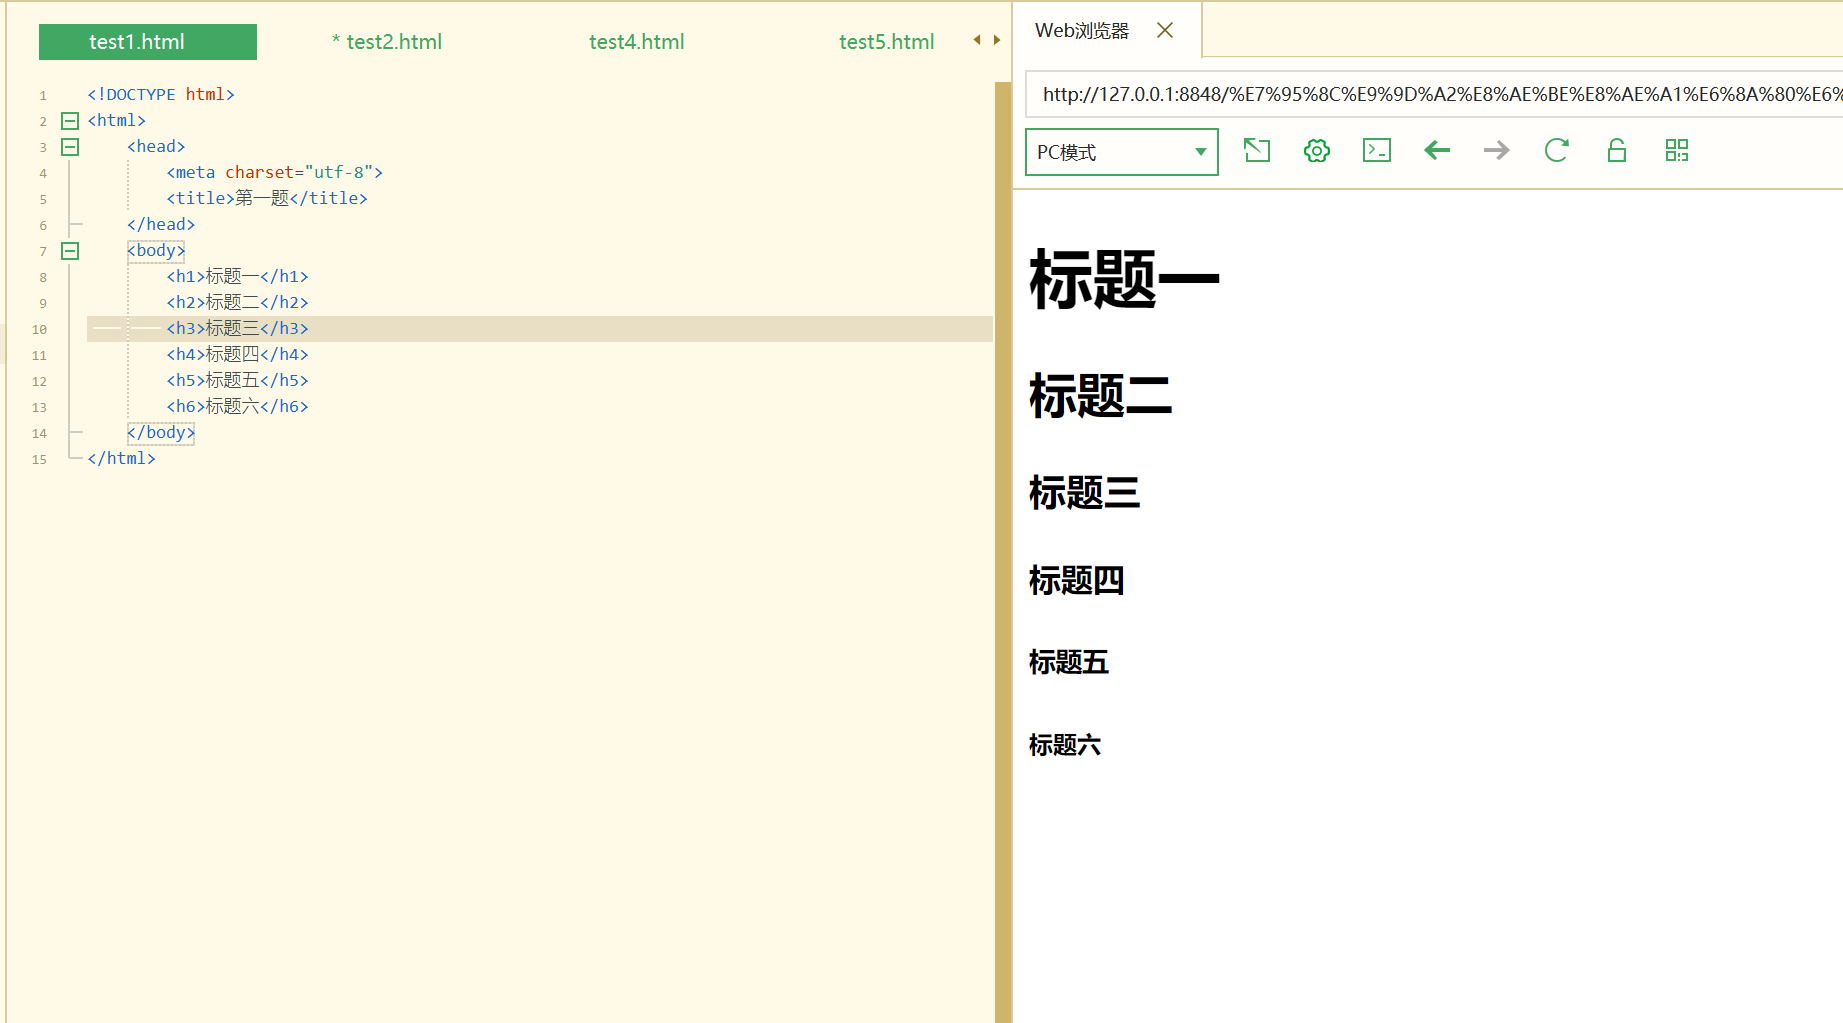 test1.html
* test2.html
test4.html
test5.html
1 <!DOCTYPE html>
2 <html>
3 <head>
4 <meta charset="utf-8">
5 <title>第一题</title>
6 </head>
7 <body>
8 <h1>标题一</h1>
9 <h2>标题二</h2>
10 <h3>标题三</h3>
11 <h4>标题四</h4>
12 <h5>标题五</h5>
13 <h6>标题六</h6>
14 </body>
15 </html>
Web浏览器
http://127.0.0.1:8848/%E7%95%8C%E9%9D%A2%E8%AE%BE%E8%AE%A1%E6%8A%80%E6%
PC模式
标题一
标题二
标题三
标题四
标题五
标题六